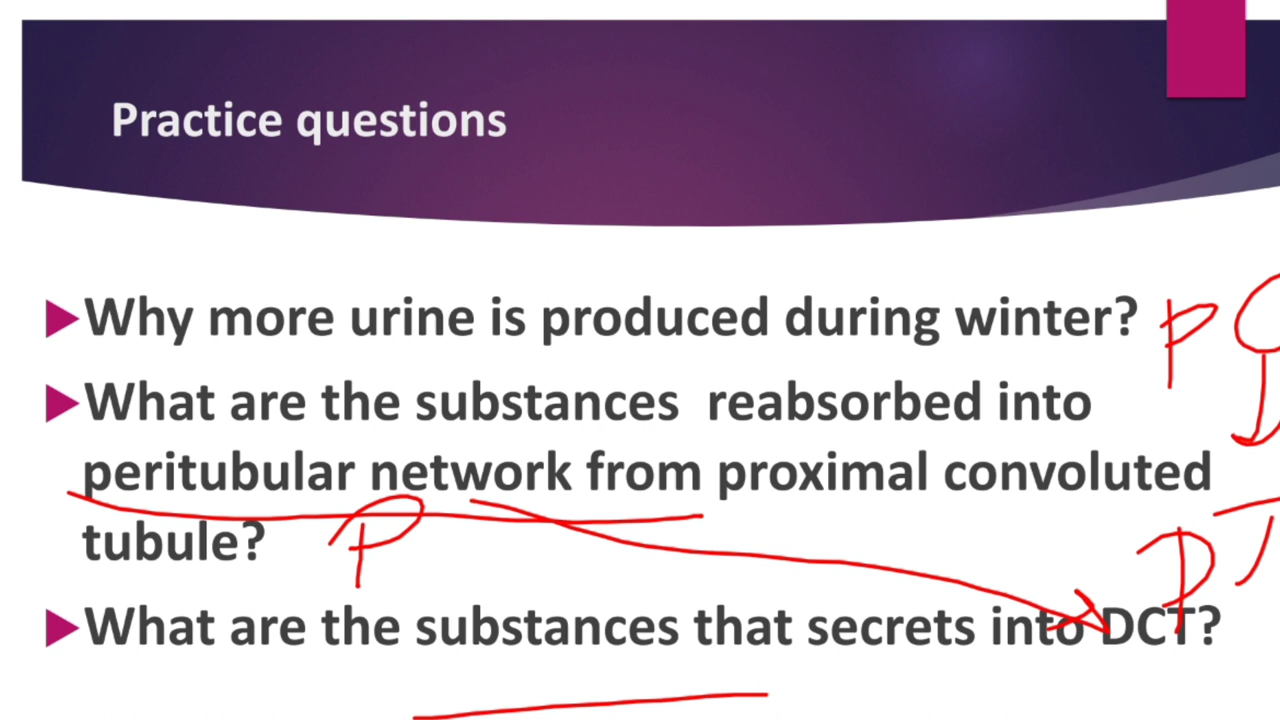 Practice questions
Why more urine is produced during winter?
What are the substances reabsorbed into
peritubular network from proximal convoluted
tubule?
P
What are the substances that secrets into DCT?
P
P